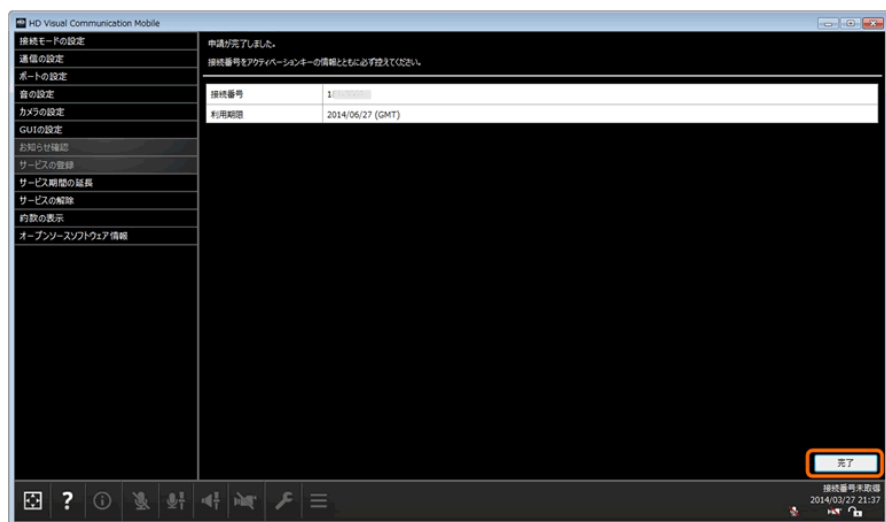 HD Visual Communication Mobile
接続モードの設定
通信の設定
ポートの設定
音の設定
カメラの設定
GUIの設定
お知らせ確認
サービスの登録
サービス期間の延長
サービスの解除
約款の表示
オープンソースソフトウェア情報
申請が完了しました。
接続番号をアクティベーションキーの情報とともに必ず控えてください。
接続番号 1
利用期限 2014/06/27 (GMT)
完了
接続番号未取得
2014/03/27 21:37